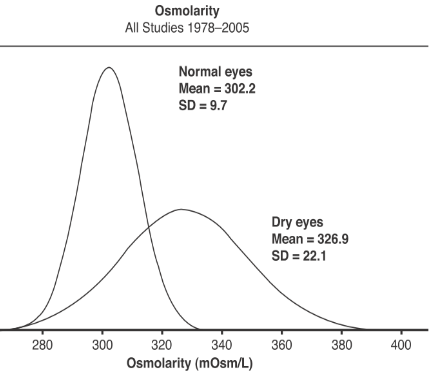 Osmolarity
All Studies 1978–2005
Normal eyes
Mean = 302.2
SD = 9.7
Dry eyes
Mean = 326.9
SD = 22.1
280 300 320 340 360 380 400
Osmolarity (mOsm/L)